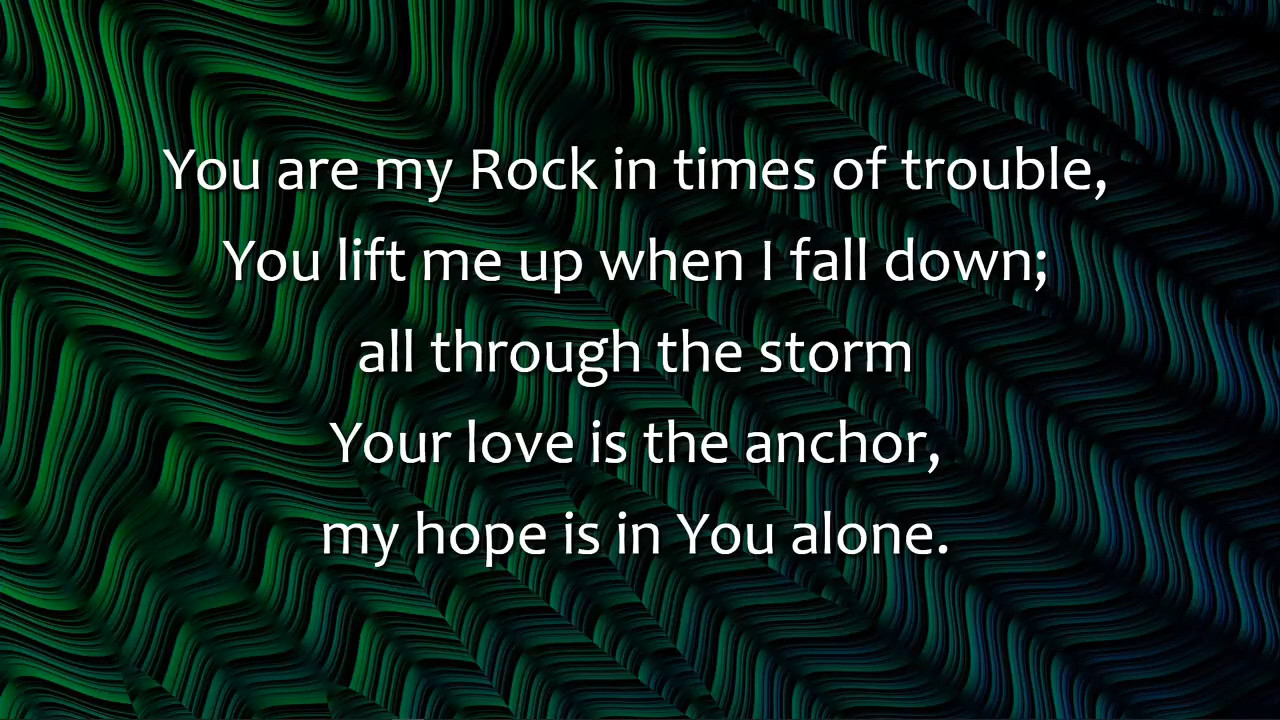 You are my Rock in times of trouble,
You lift me up when I fall down;
all through the storm
Your love is the anchor,
my hope is in You alone.